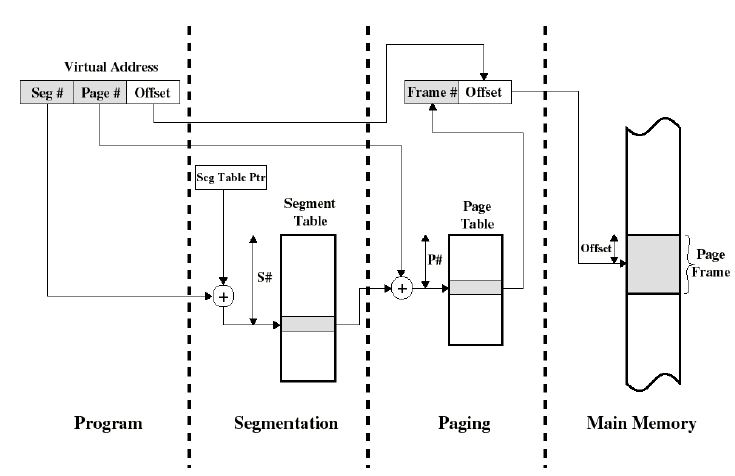 Virtual Address
Seg # Page # Offset
Frame # Offset
Seg Table Ptr
Segment
Table
Page
Table
S#
P#
+
+
Offset
Page
Frame
Program
Segmentation
Paging
Main Memory